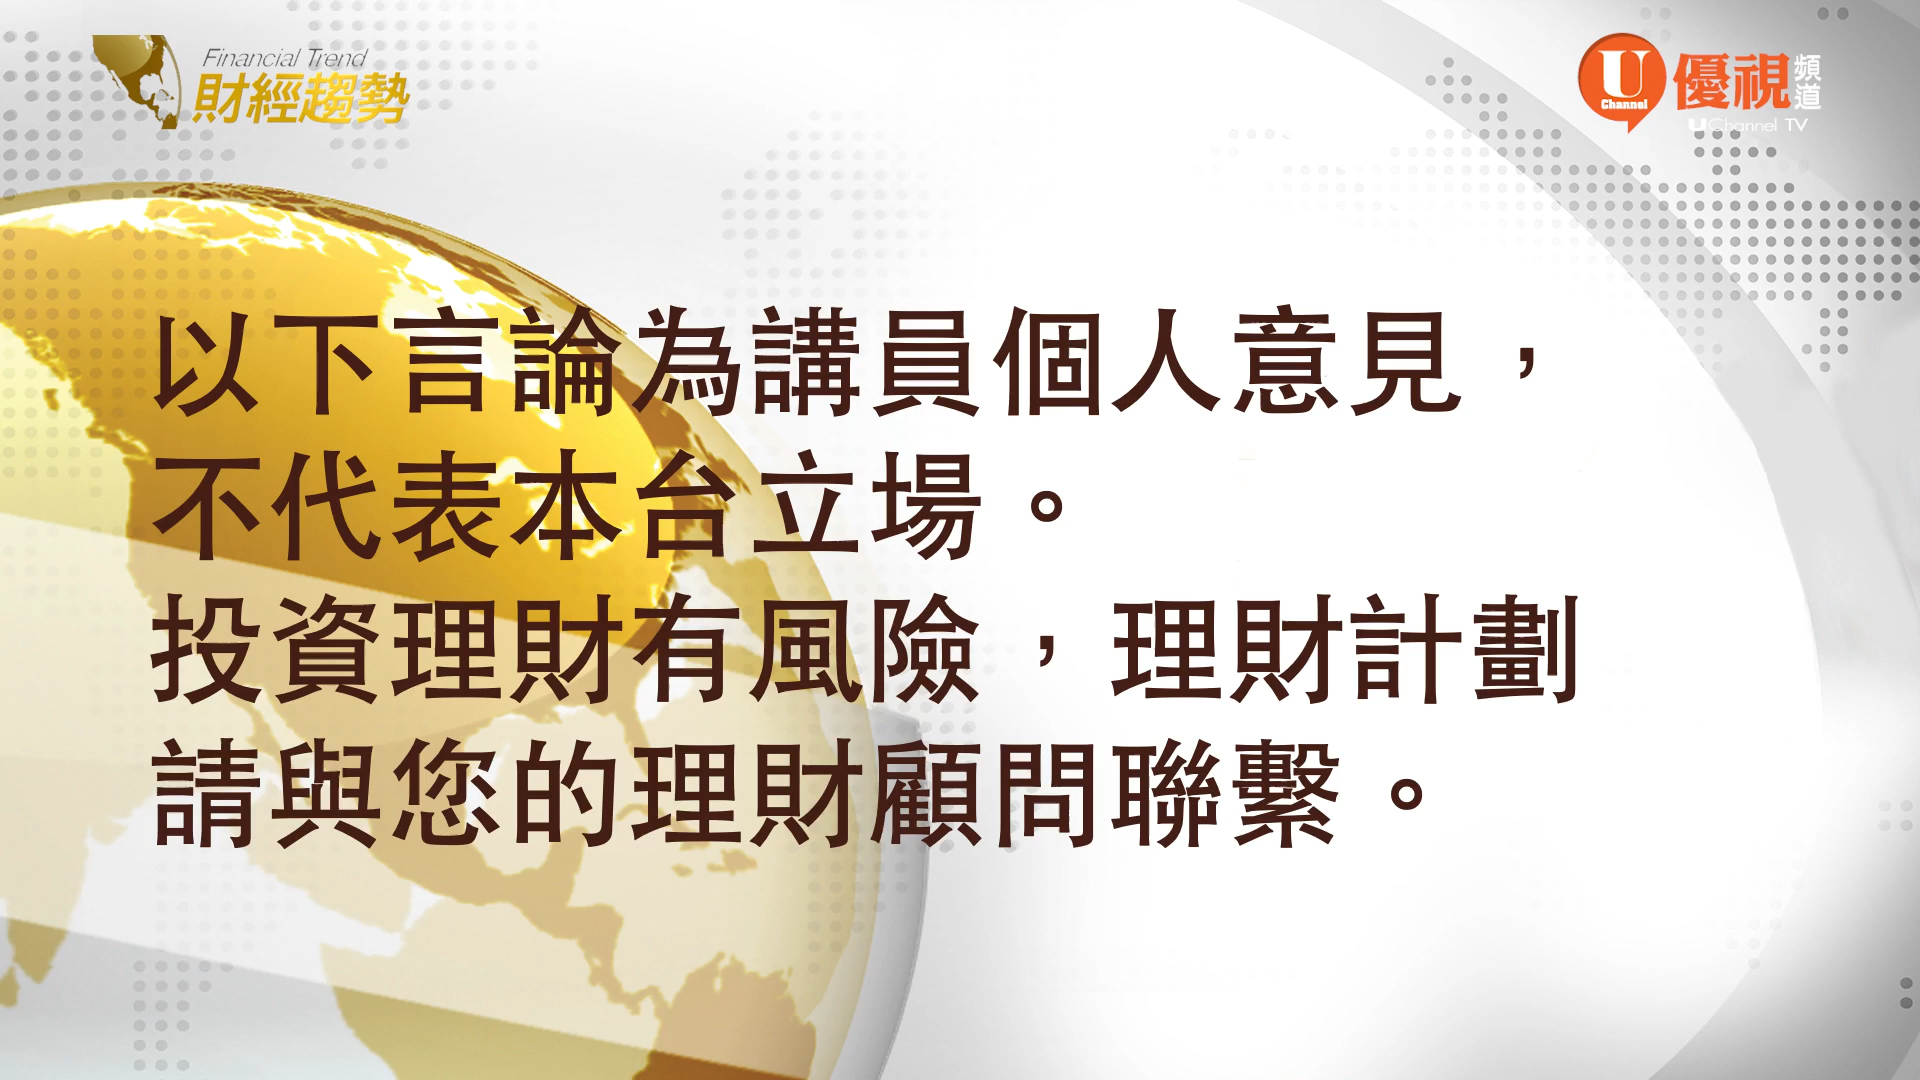 Financial Trend
財經趨勢
U
Channel
優視
頻道
UChannel TV
以下言論為講員個人意見，
不代表本台立場。
投資理財有風險，理財計劃
請與您的理財顧問聯繫。